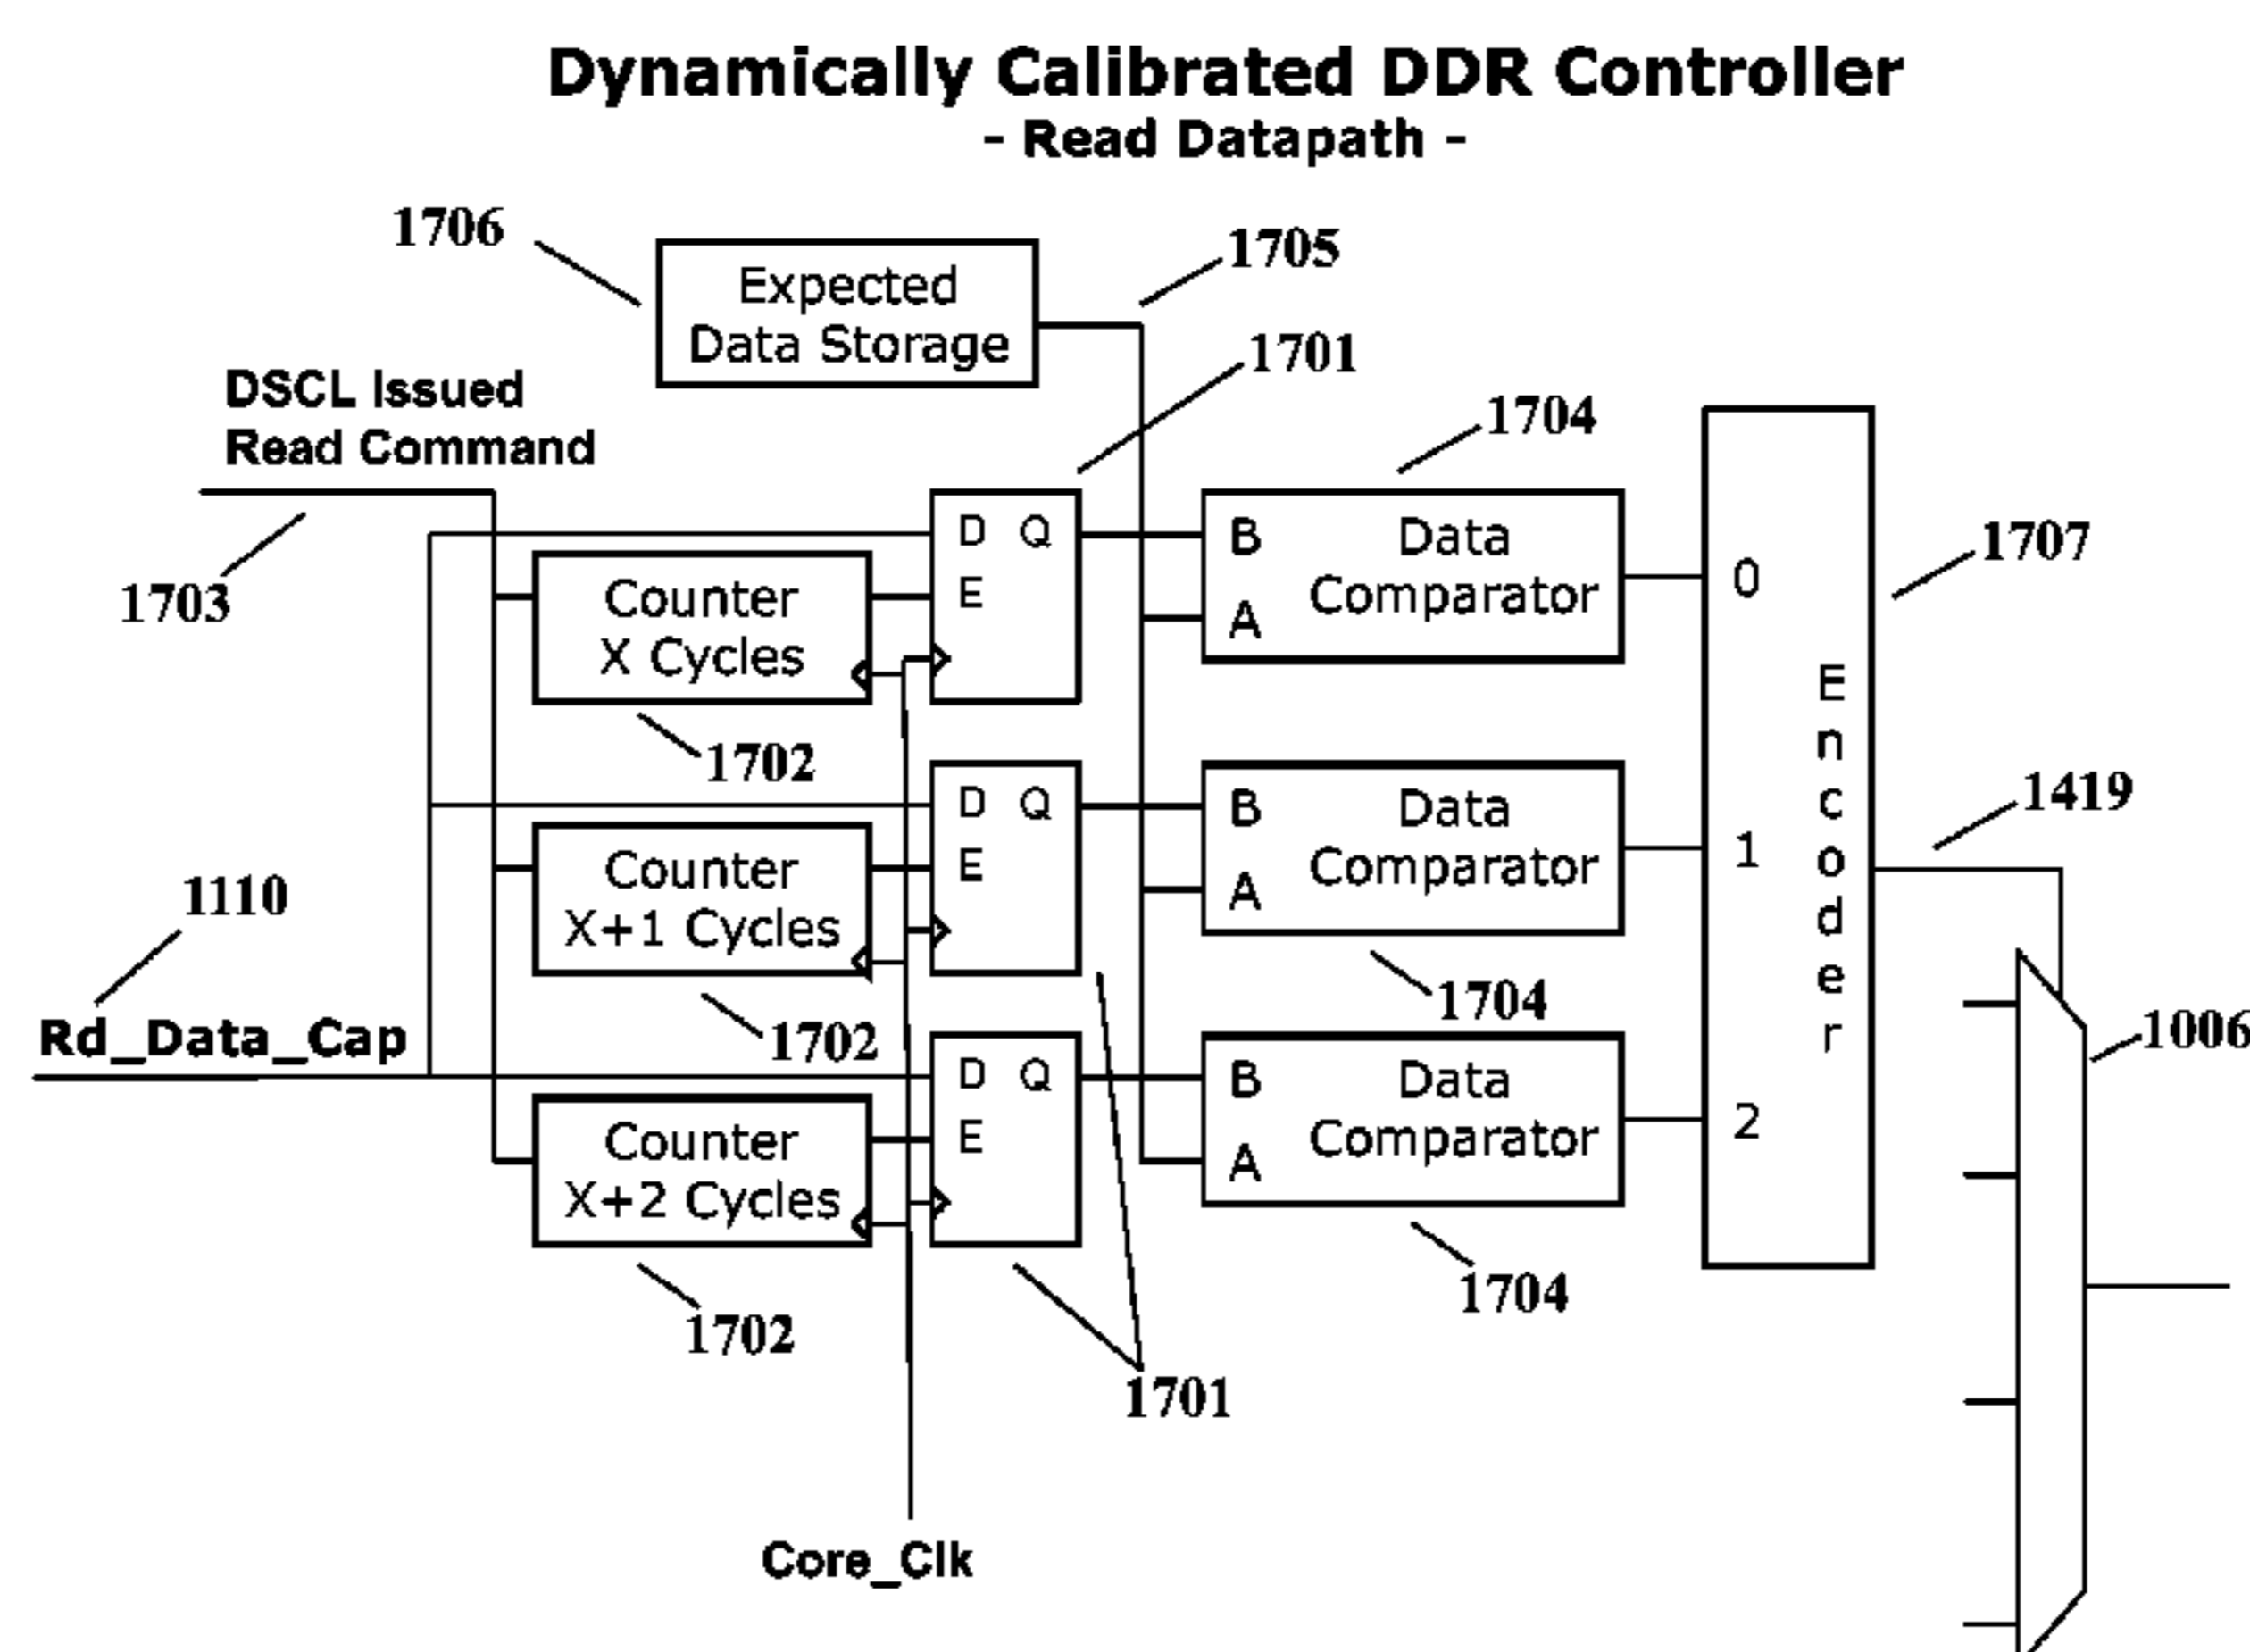 Dynamically Calibrated DDR Controller
- Read Datapath -
1706
Expected
Data Storage
1705
1701
DSCL Issued
Read Command
1703
1704
D Q
E
Counter
X Cycles
1702
B
A
Data
Comparator
0
1707
D Q
E
Counter
X+1 Cycles
1702
B
A
Data
Comparator
1704
1
Encoder
1419
1110
Rd_Data_Cap
D Q
E
Counter
X+2 Cycles
1702
B
A
Data
Comparator
1704
2
1006
1701
Core_Clk